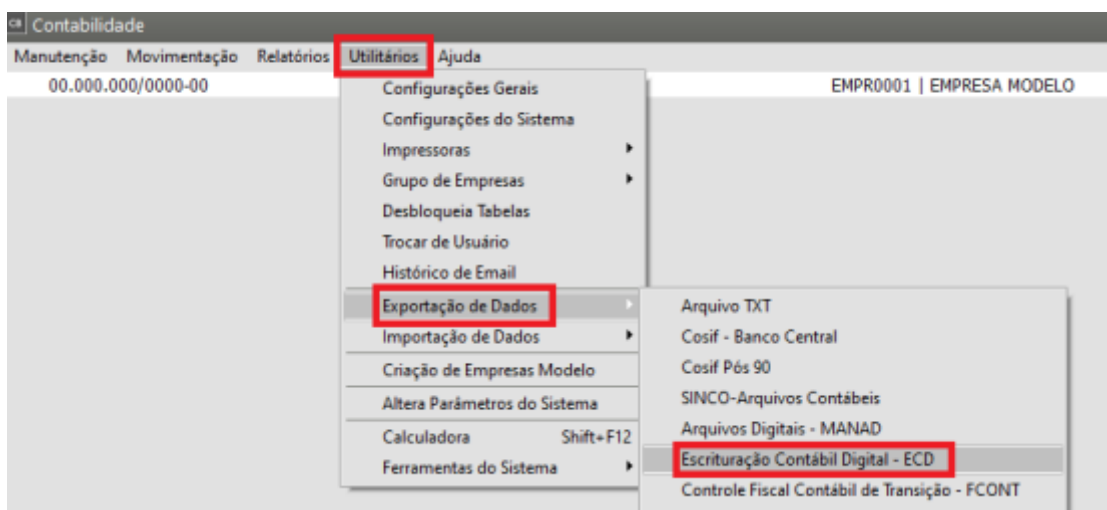 CB Contabilidade
Manutenção Movimentação Relatórios Utilitários Ajuda
00.000.000/0000-00 EMPR0001 | EMPRESA MODELO
Configurações Gerais
Configurações do Sistema
Impressoras
Grupo de Empresas
Desbloqueia Tabelas
Trocar de Usuário
Histórico de Email
Exportação de Dados
Importação de Dados
Criação de Empresas Modelo
Altera Parâmetros do Sistema
Calculadora Shift+F12
Ferramentas do Sistema
Arquivo TXT
Cosif - Banco Central
Cosif Pós 90
SINCO-Arquivos Contábeis
Arquivos Digitais - MANAD
Escrituração Contábil Digital - ECD
Controle Fiscal Contábil de Transição - FCONT